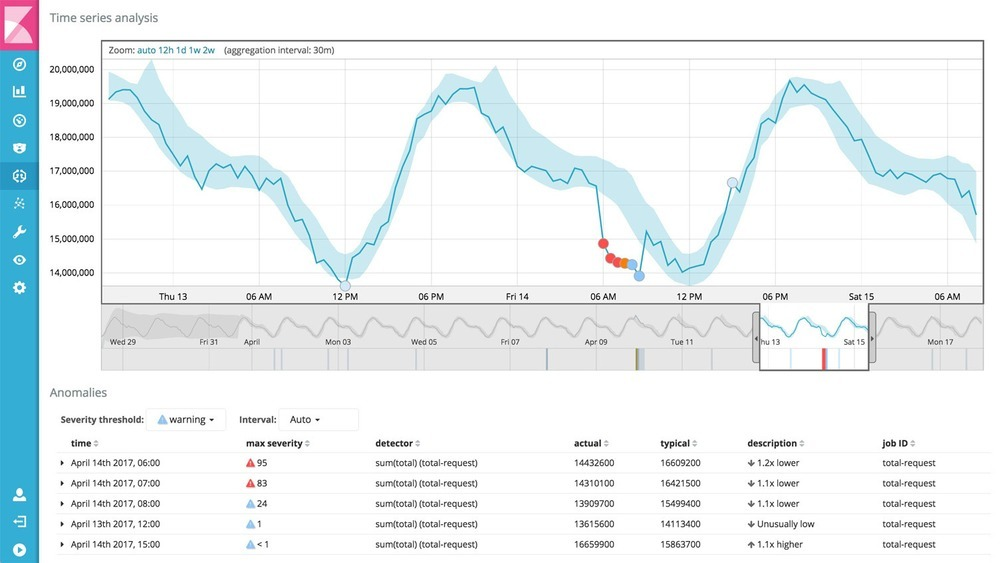 Time series analysis
Zoom: auto 12h 1d 1w 2w (aggregation interval: 30m)
20,000,000
19,000,000
18,000,000
17,000,000
16,000,000
15,000,000
14,000,000
Thu 13 06 AM 12 PM 06 PM Fri 14 06 AM 12 PM 06 PM Sat 15 06 AM
Wed 29 Fri 31 April Mon 03 Wed 05 Fri 07 Apr 09 Tue 11 hu 13 Sat 15 Mon 17
Anomalies
Severity threshold: warning Interval: Auto
time max severity detector actual typical description job ID
April 14th 2017, 06:00 95 sum(total) (total-request) 14432600 16609200 1.2x lower total-request
April 14th 2017, 07:00 83 sum(total) (total-request) 14310100 16421500 1.1x lower total-request
April 14th 2017, 08:00 24 sum(total) (total-request) 13909700 15499400 1.1x lower total-request
April 13th 2017, 12:00 1 sum(total) (total-request) 13615600 14113400 Unusually low total-request
April 14th 2017, 15:00 < 1 sum(total) (total-request) 16659900 15863700 1.1x higher total-request